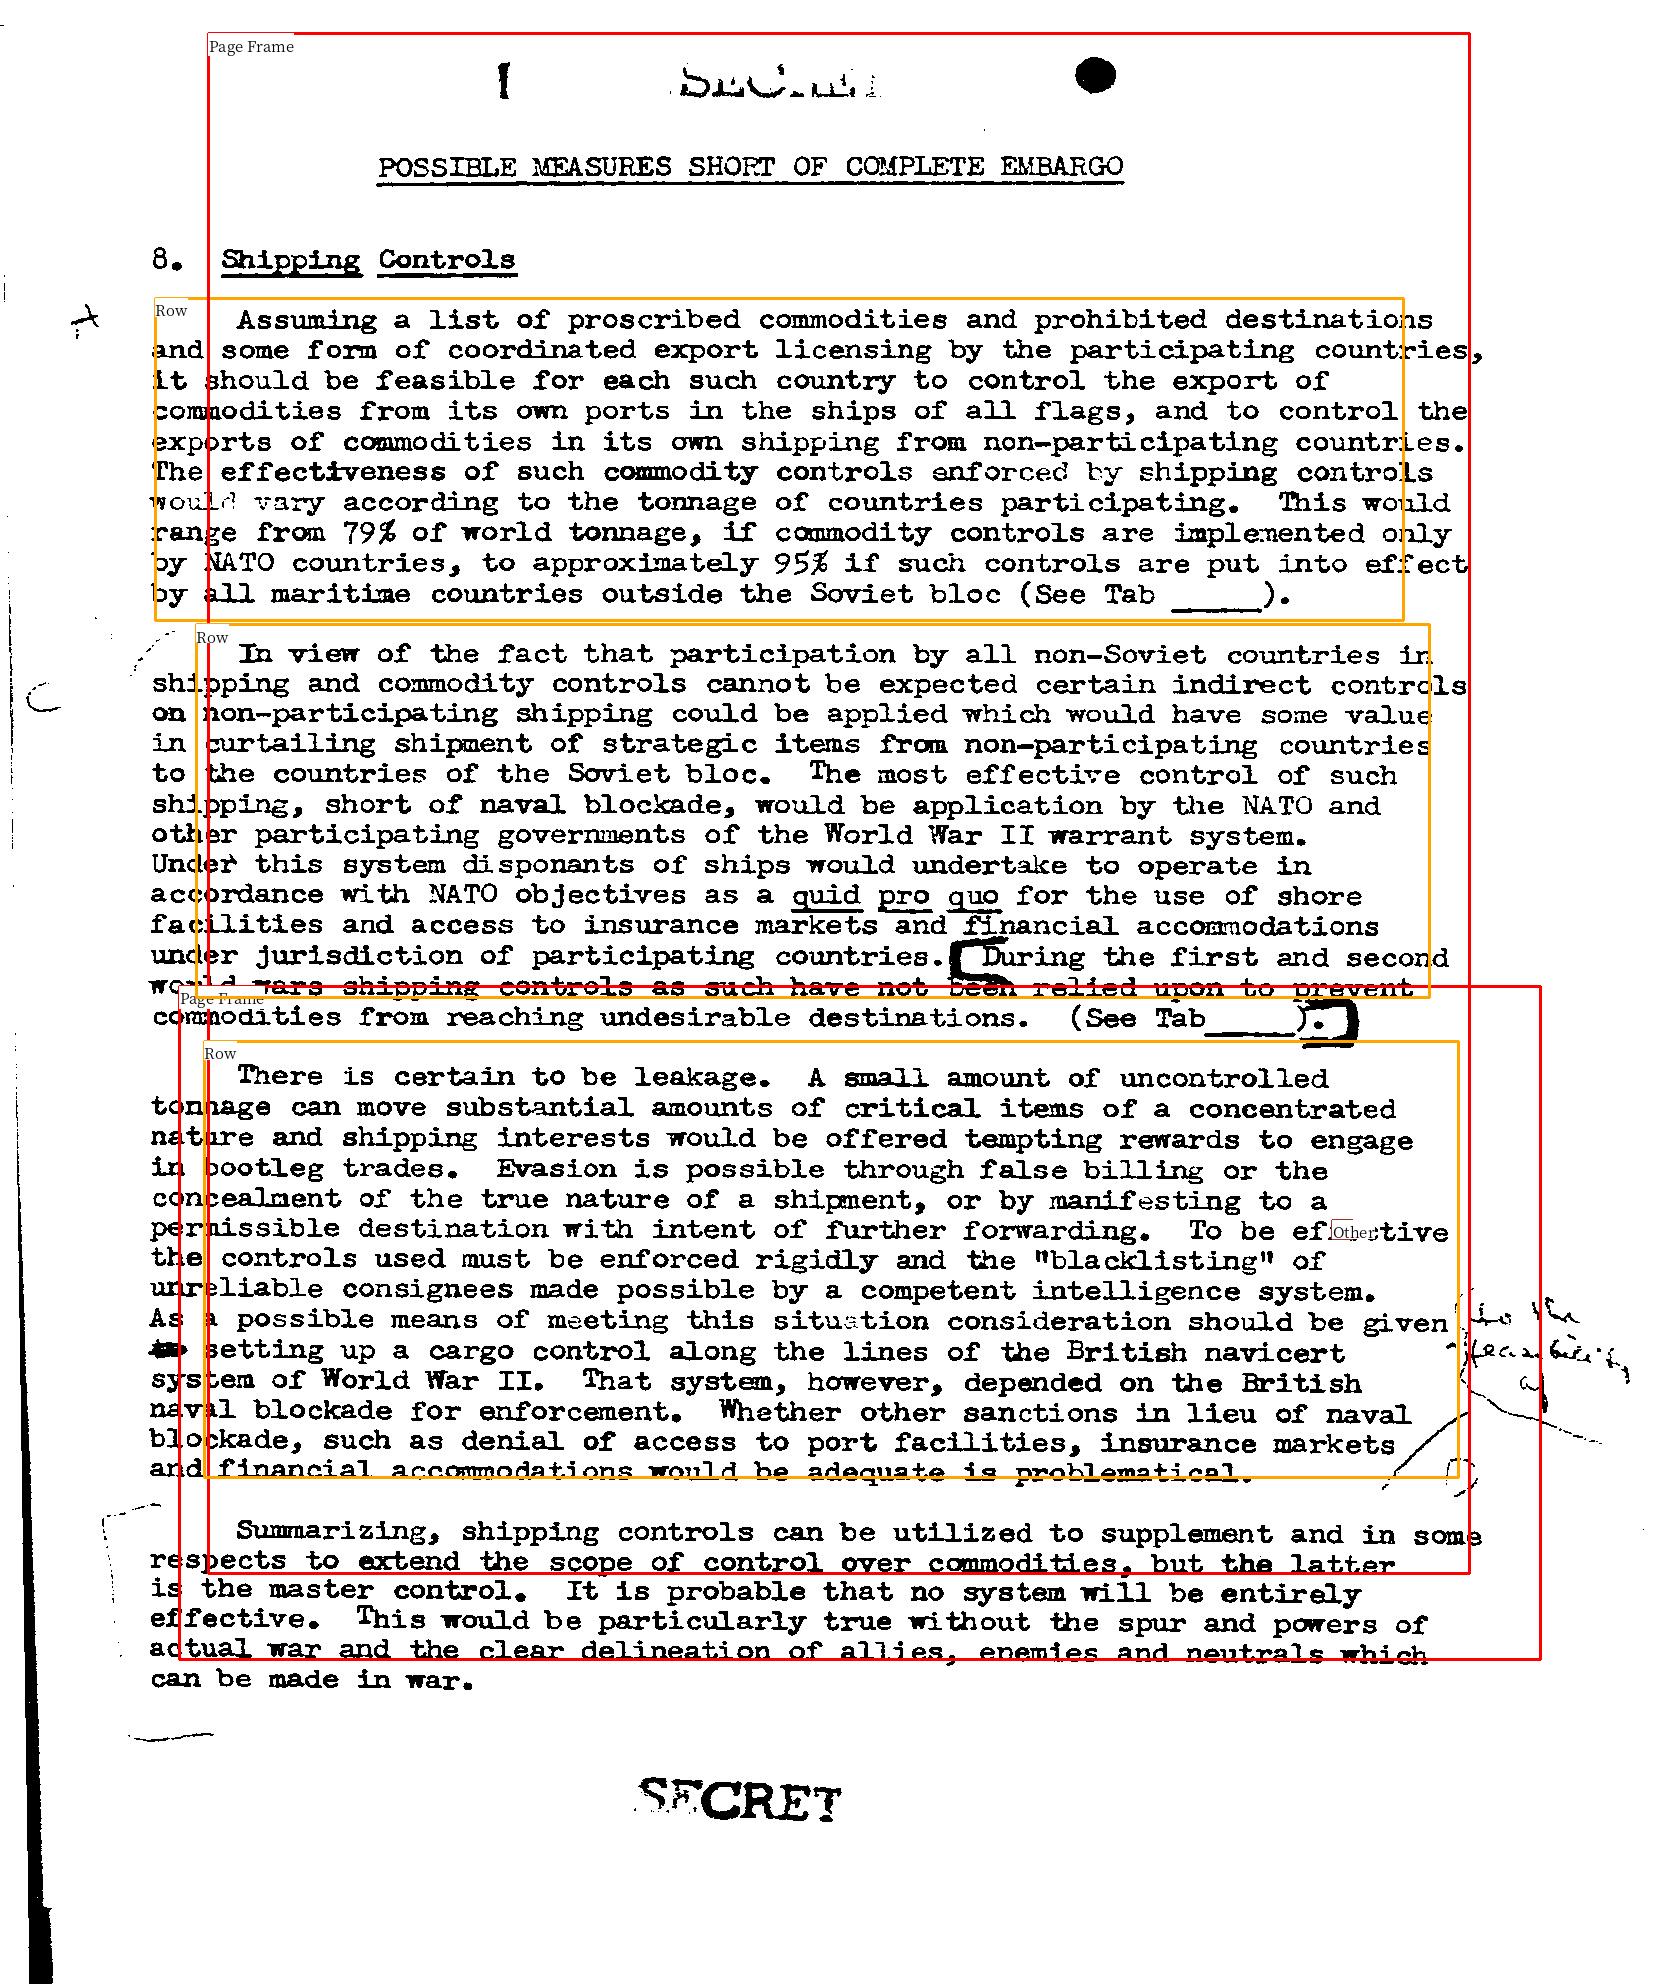 SECRET
POSSIBLE MEASURES SHORT OF COMPLETE EMBARGO
8. Shipping Controls
Assuming a list of proscribed commodities and prohibited destinations
and some form of coordinated export licensing by the participating countries,
it should be feasible for each such country to control the export of
commodities from its own ports in the ships of all flags, and to control the
exports of commodities in its own shipping from non-participating countries.
The effectiveness of such commodity controls enforced by shipping controls
would vary according to the tonnage of countries participating. This would
range from 79% of world tonnage, if commodity controls are implemented only
by NATO countries, to approximately 95% if such controls are put into effect
by all maritime countries outside the Soviet bloc (See Tab _____).
In view of the fact that participation by all non-Soviet countries in
shipping and commodity controls cannot be expected certain indirect controls
on non-participating shipping could be applied which would have some value
in curtailing shipment of strategic items from non-participating countries
to the countries of the Soviet bloc. The most effective control of such
shipping, short of naval blockade, would be application by the NATO and
other participating governments of the World War II warrant system.
Under this system disponants of ships would undertake to operate in
accordance with NATO objectives as a quid pro quo for the use of shore
facilities and access to insurance markets and financial accommodations
under jurisdiction of participating countries. [During the first and second
world wars shipping controls as such have not been relied upon to prevent
commodities from reaching undesirable destinations. (See Tab_____).]
There is certain to be leakage. A small amount of uncontrolled
tonnage can move substantial amounts of critical items of a concentrated
nature and shipping interests would be offered tempting rewards to engage
in bootleg trades. Evasion is possible through false billing or the
concealment of the true nature of a shipment, or by manifesting to a
permissible destination with intent of further forwarding. To be effective
the controls used must be enforced rigidly and the "blacklisting" of
unreliable consignees made possible by a competent intelligence system.
As a possible means of meeting this situation consideration should be given
to the feasibility of
setting up a cargo control along the lines of the British navicert
system of World War II. That system, however, depended on the British
naval blockade for enforcement. Whether other sanctions in lieu of naval
blockade, such as denial of access to port facilities, insurance markets
and financial accommodations would be adequate is problematical.
Summarizing, shipping controls can be utilized to supplement and in some
respects to extend the scope of control over commodities, but the latter
is the master control. It is probable that no system will be entirely
effective. This would be particularly true without the spur and powers of
actual war and the clear delineation of allies, enemies and neutrals which
can be made in war.
SECRET
Page Frame
Row
Row
Page Frame
Row
Other